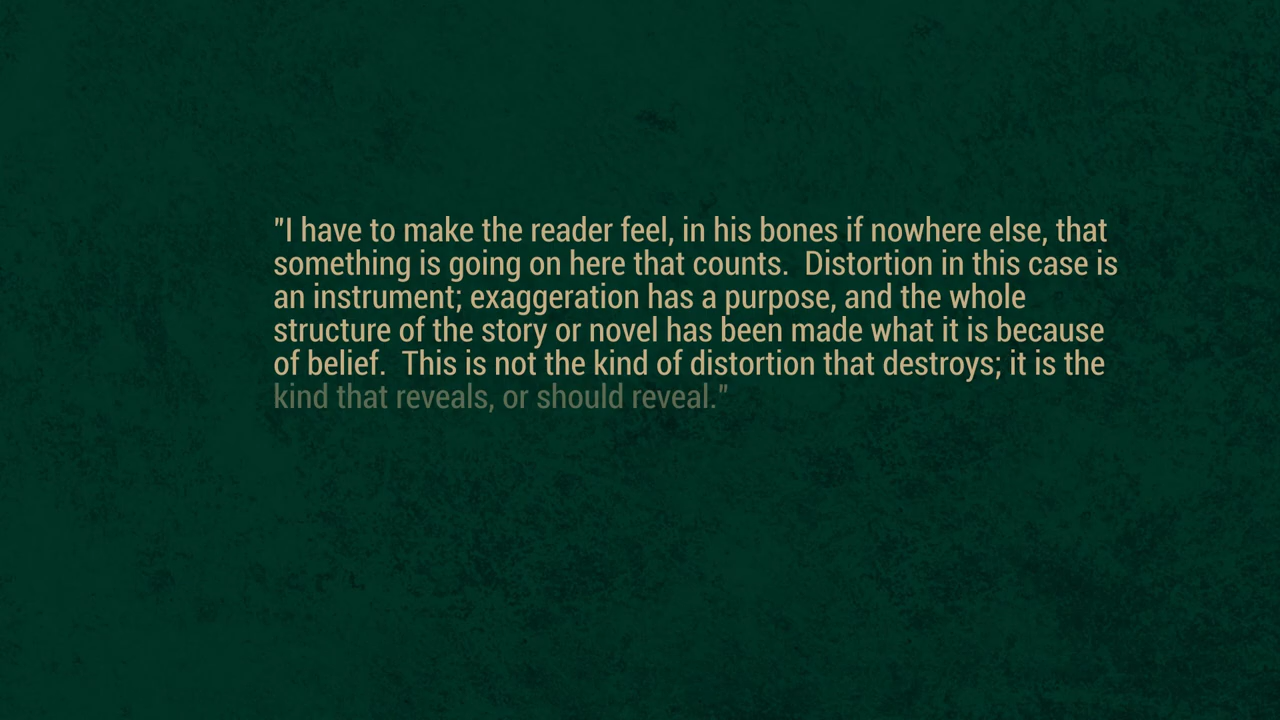 "I have to make the reader feel, in his bones if nowhere else, that
something is going on here that counts.  Distortion in this case is
an instrument; exaggeration has a purpose, and the whole
structure of the story or novel has been made what it is because
of belief.  This is not the kind of distortion that destroys; it is the
kind that reveals, or should reveal."